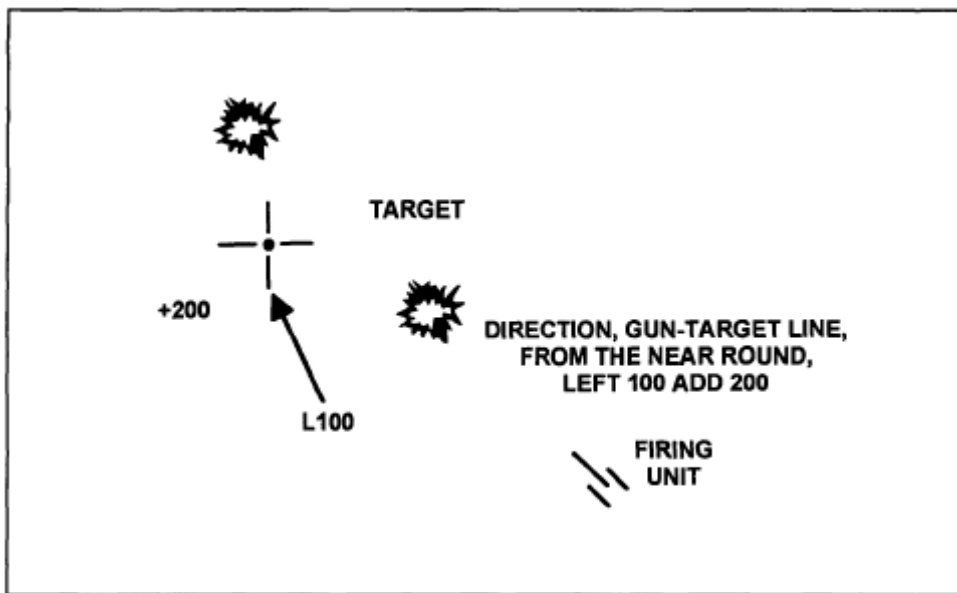 TARGET
+200
DIRECTION, GUN-TARGET LINE,
FROM THE NEAR ROUND,
LEFT 100 ADD 200
L100
FIRING
UNIT